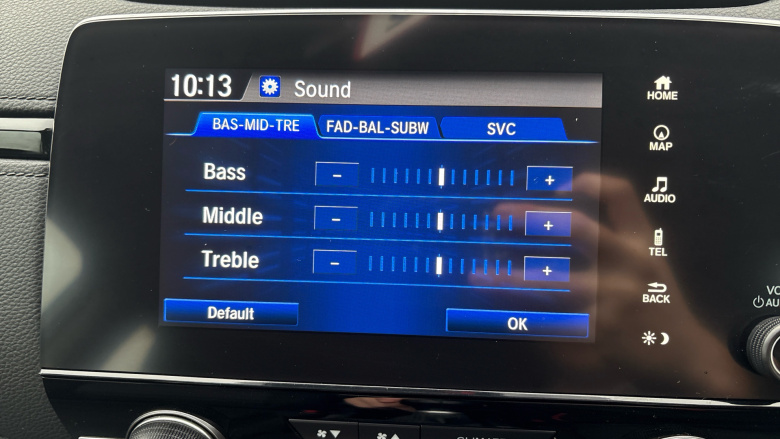 10:13 Sound
BAS-MID-TRE FAD-BAL-SUBW SVC
Bass - +
Middle - +
Treble - +
Default OK
HOME
MAP
AUDIO
TEL
BACK